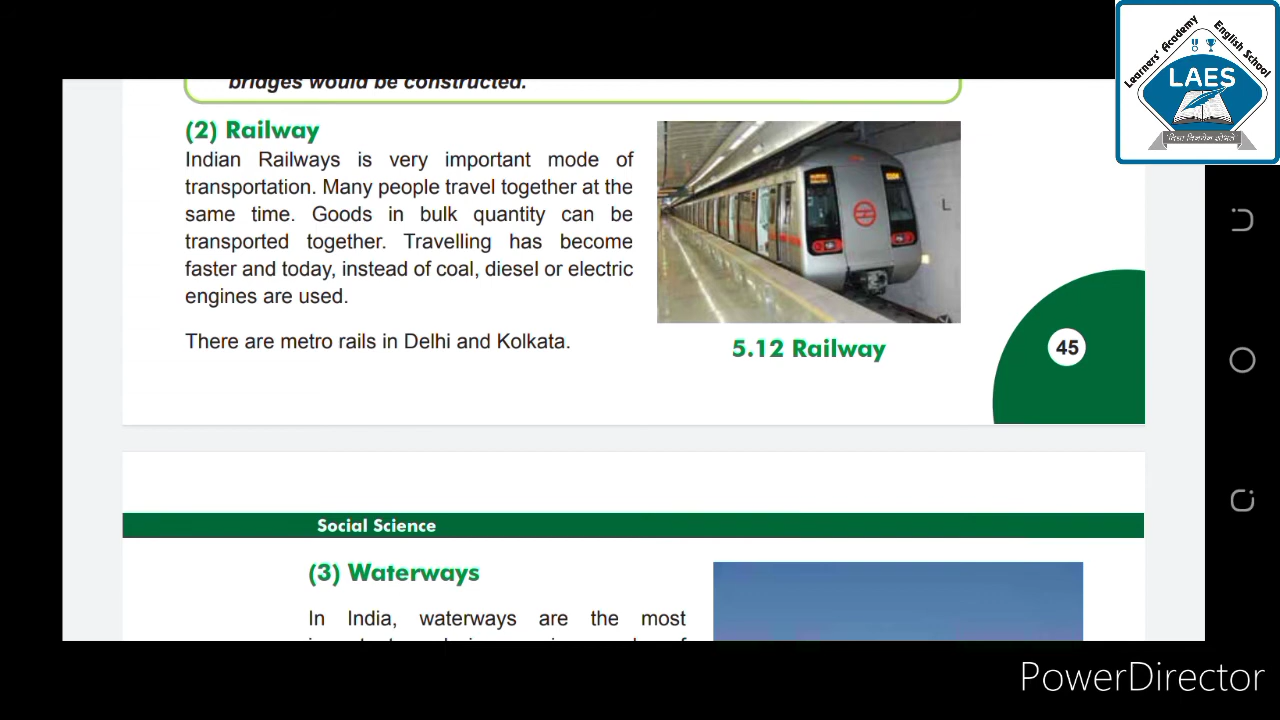 Learners' Academy English School
LAES
bridges would be constructed.
(2) Railway
Indian Railways is very important mode of
transportation. Many people travel together at the
same time. Goods in bulk quantity can be
transported together. Travelling has become
faster and today, instead of coal, diesel or electric
engines are used.
There are metro rails in Delhi and Kolkata.
L
5.12 Railway
45
Social Science
(3) Waterways
In India, waterways are the most
PowerDirector